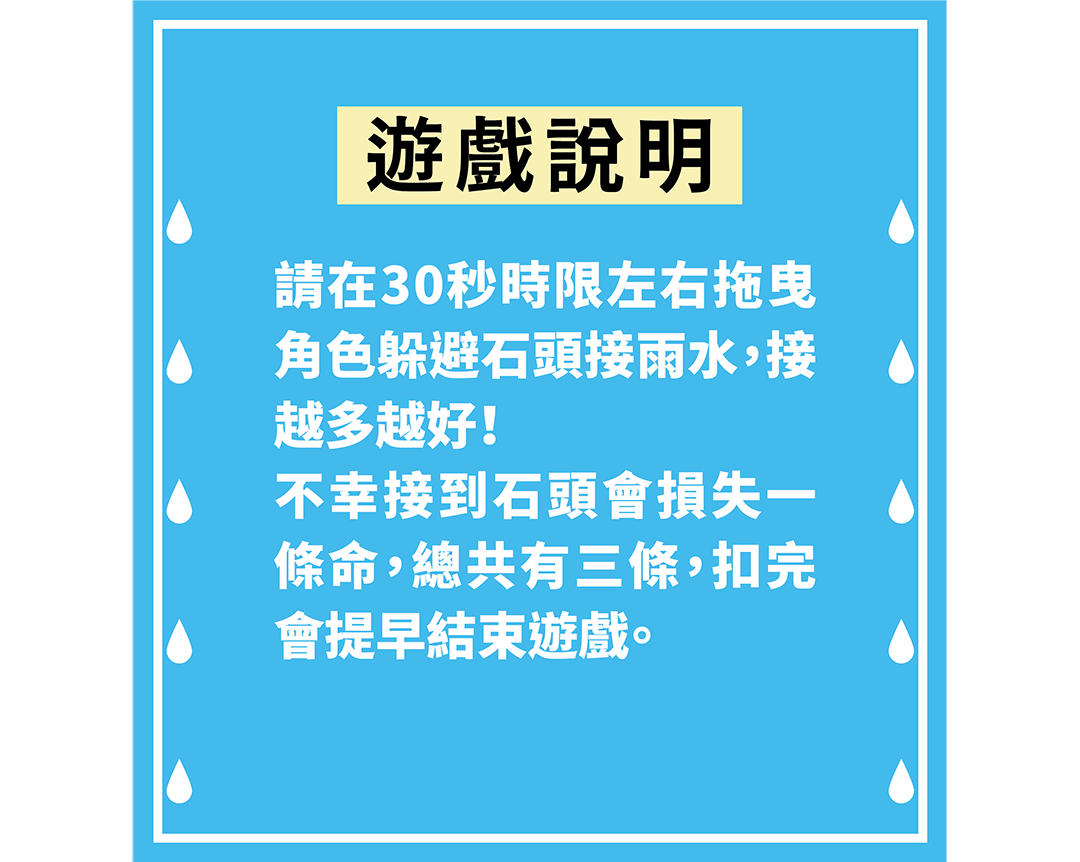 遊戲說明
請在30秒時限左右拖曳
角色躲避石頭接雨水，接
越多越好！
不幸接到石頭會損失一
條命，總共有三條，扣完
會提早結束遊戲。